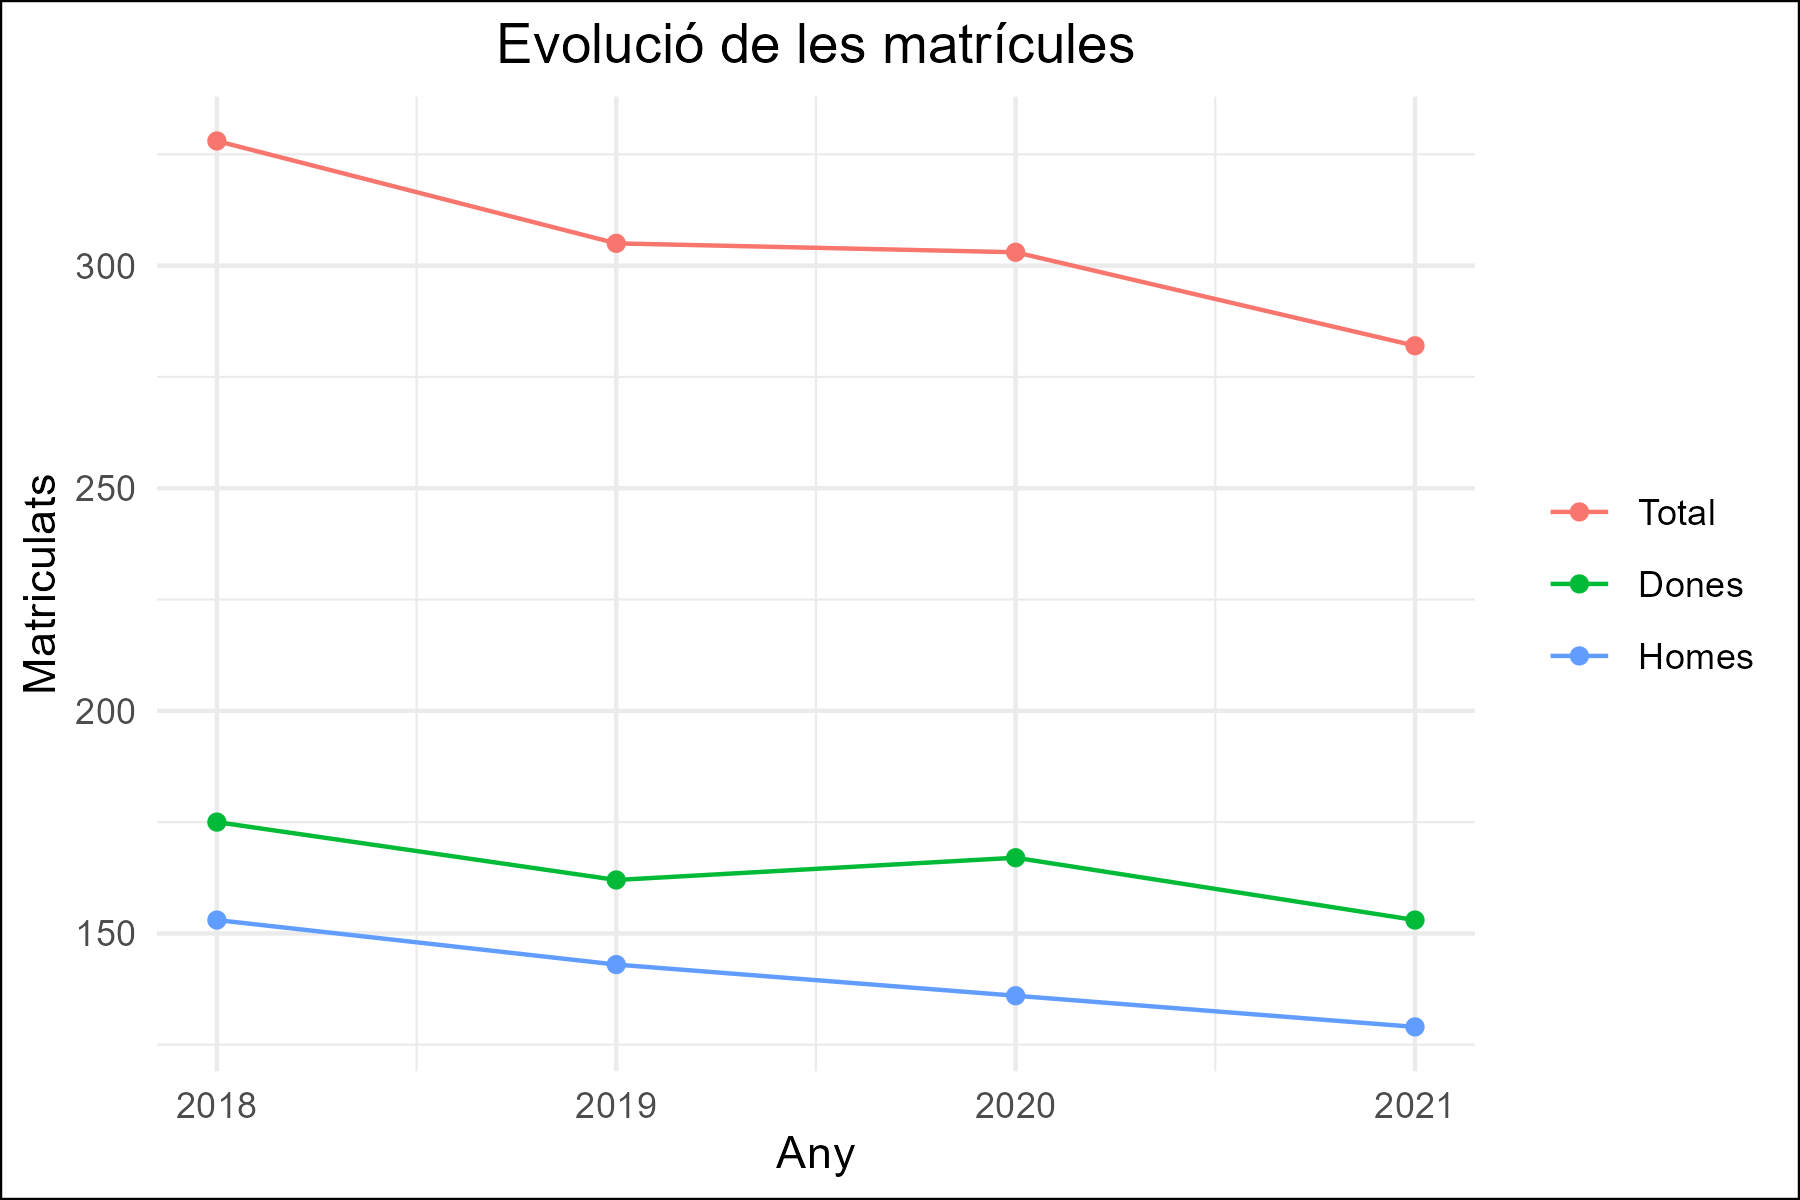 Evolució de les matrícules
Matriculats
300
250
200
150
2018
2019
2020
2021
Any
Total
Dones
Homes